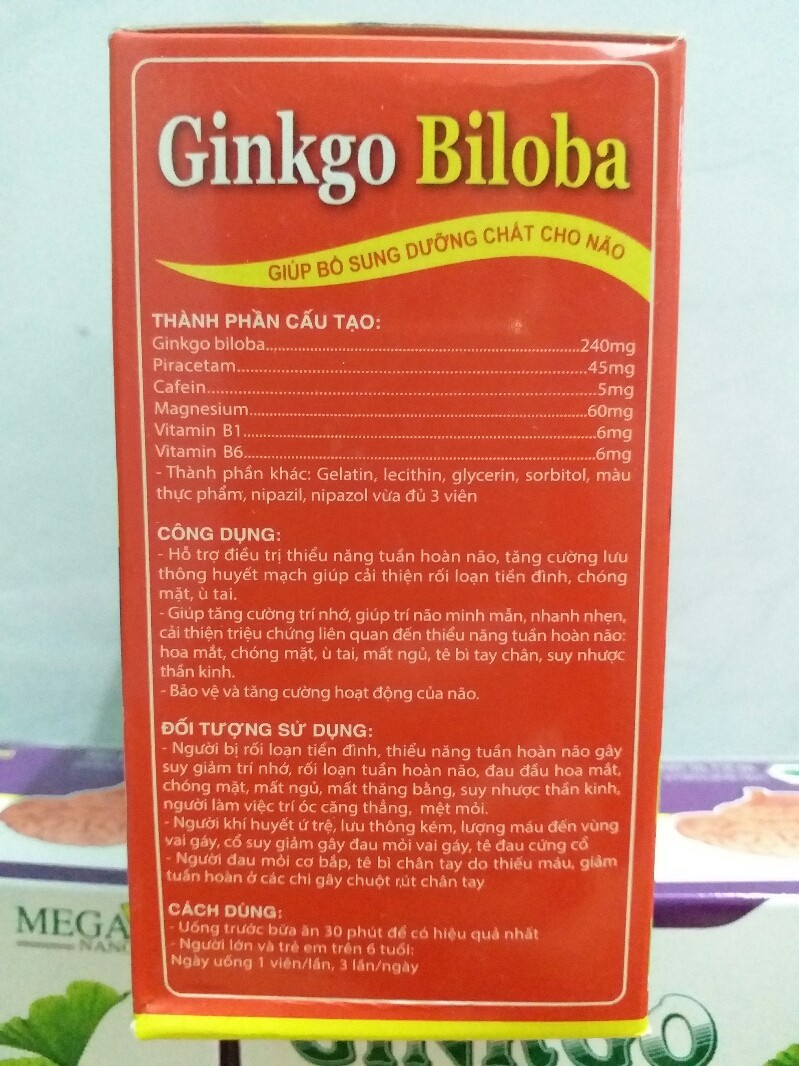 Ginkgo Biloba
GIÚP BỔ SUNG DƯỠNG CHẤT CHO NÃO
THÀNH PHẦN CẤU TẠO:
Ginkgo biloba..........................................................240mg
Piracetam..........................................................45mg
Cafein..........................................................5mg
Magnesium..........................................................60mg
Vitamin B1..........................................................6mg
Vitamin B6..........................................................6mg
- Thành phần khác: Gelatin, lecithin, glycerin, sorbitol, màu
thực phẩm, nipazil, nipazol vừa đủ 3 viên
CÔNG DỤNG:
- Hỗ trợ điều trị thiểu năng tuần hoàn não, tăng cường lưu
thông huyết mạch giúp cải thiện rối loạn tiền đình, chóng
mặt, ù tai.
- Giúp tăng cường trí nhớ, giúp trí não minh mẫn, nhanh nhẹn,
cải thiện triệu chứng liên quan đến thiểu năng tuần hoàn não:
hoa mắt, chóng mặt, ù tai, mất ngủ, tê bì tay chân, suy nhược
thần kinh.
- Bảo vệ và tăng cường hoạt động của não.
ĐỐI TƯỢNG SỬ DỤNG:
- Người bị rối loạn tiền đình, thiểu năng tuần hoàn não gây
suy giảm trí nhớ, rối loạn tuần hoàn não, đau đầu hoa mắt,
chóng mặt, mất ngủ, mất thăng bằng, suy nhược thần kinh,
người làm việc trí óc căng thẳng, mệt mỏi.
- Người khí huyết ứ trệ, lưu thông kém, lượng máu đến vùng
vai gáy, cổ suy giảm gây đau mỏi vai gáy, tê đau cứng cổ
- Người đau mỏi cơ bắp, tê bì chân tay do thiếu máu, giảm
tuần hoàn ở các chi gây chuột rút chân tay
CÁCH DÙNG:
- Uống trước bữa ăn 30 phút để có hiệu quả nhất
- Người lớn và trẻ em trên 6 tuổi:
Ngày uống 1 viên/lần, 3 lần/ngày
MEGA
NANO
GINKGO